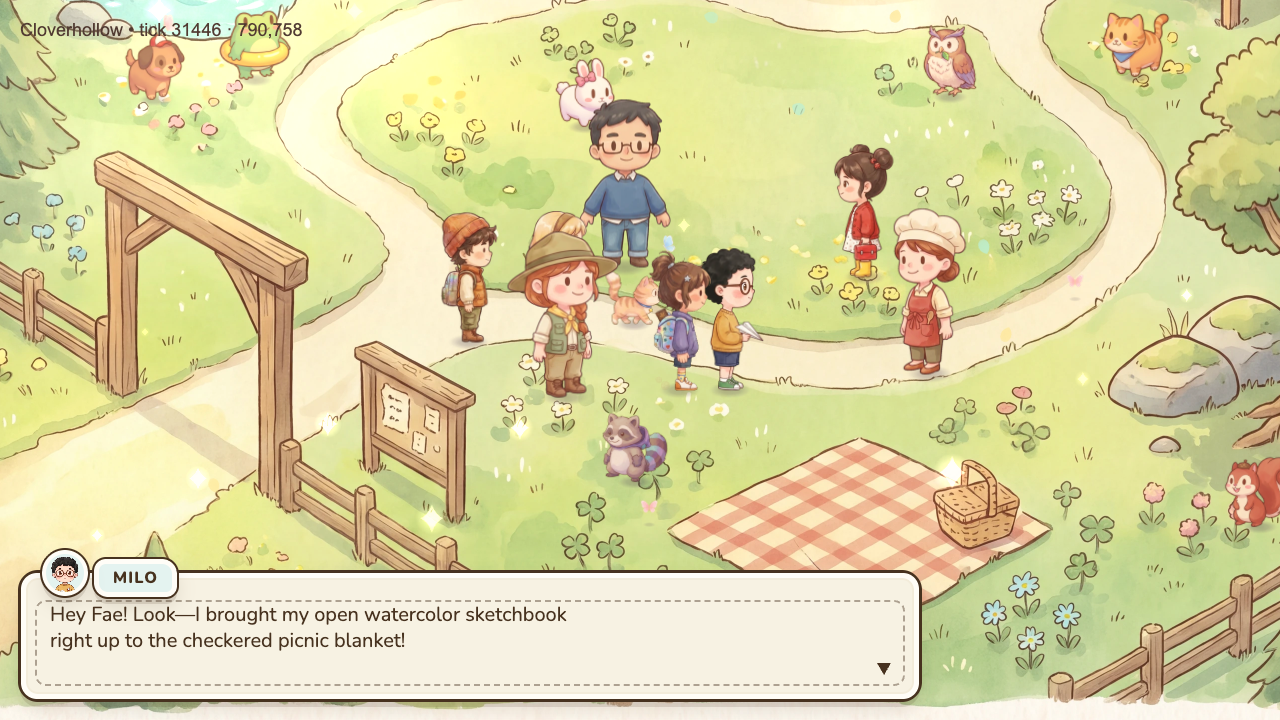 Cloverhollow • tick 31446 · 790,758
MILO
Hey Fae! Look—I brought my open watercolor sketchbook
right up to the checkered picnic blanket!